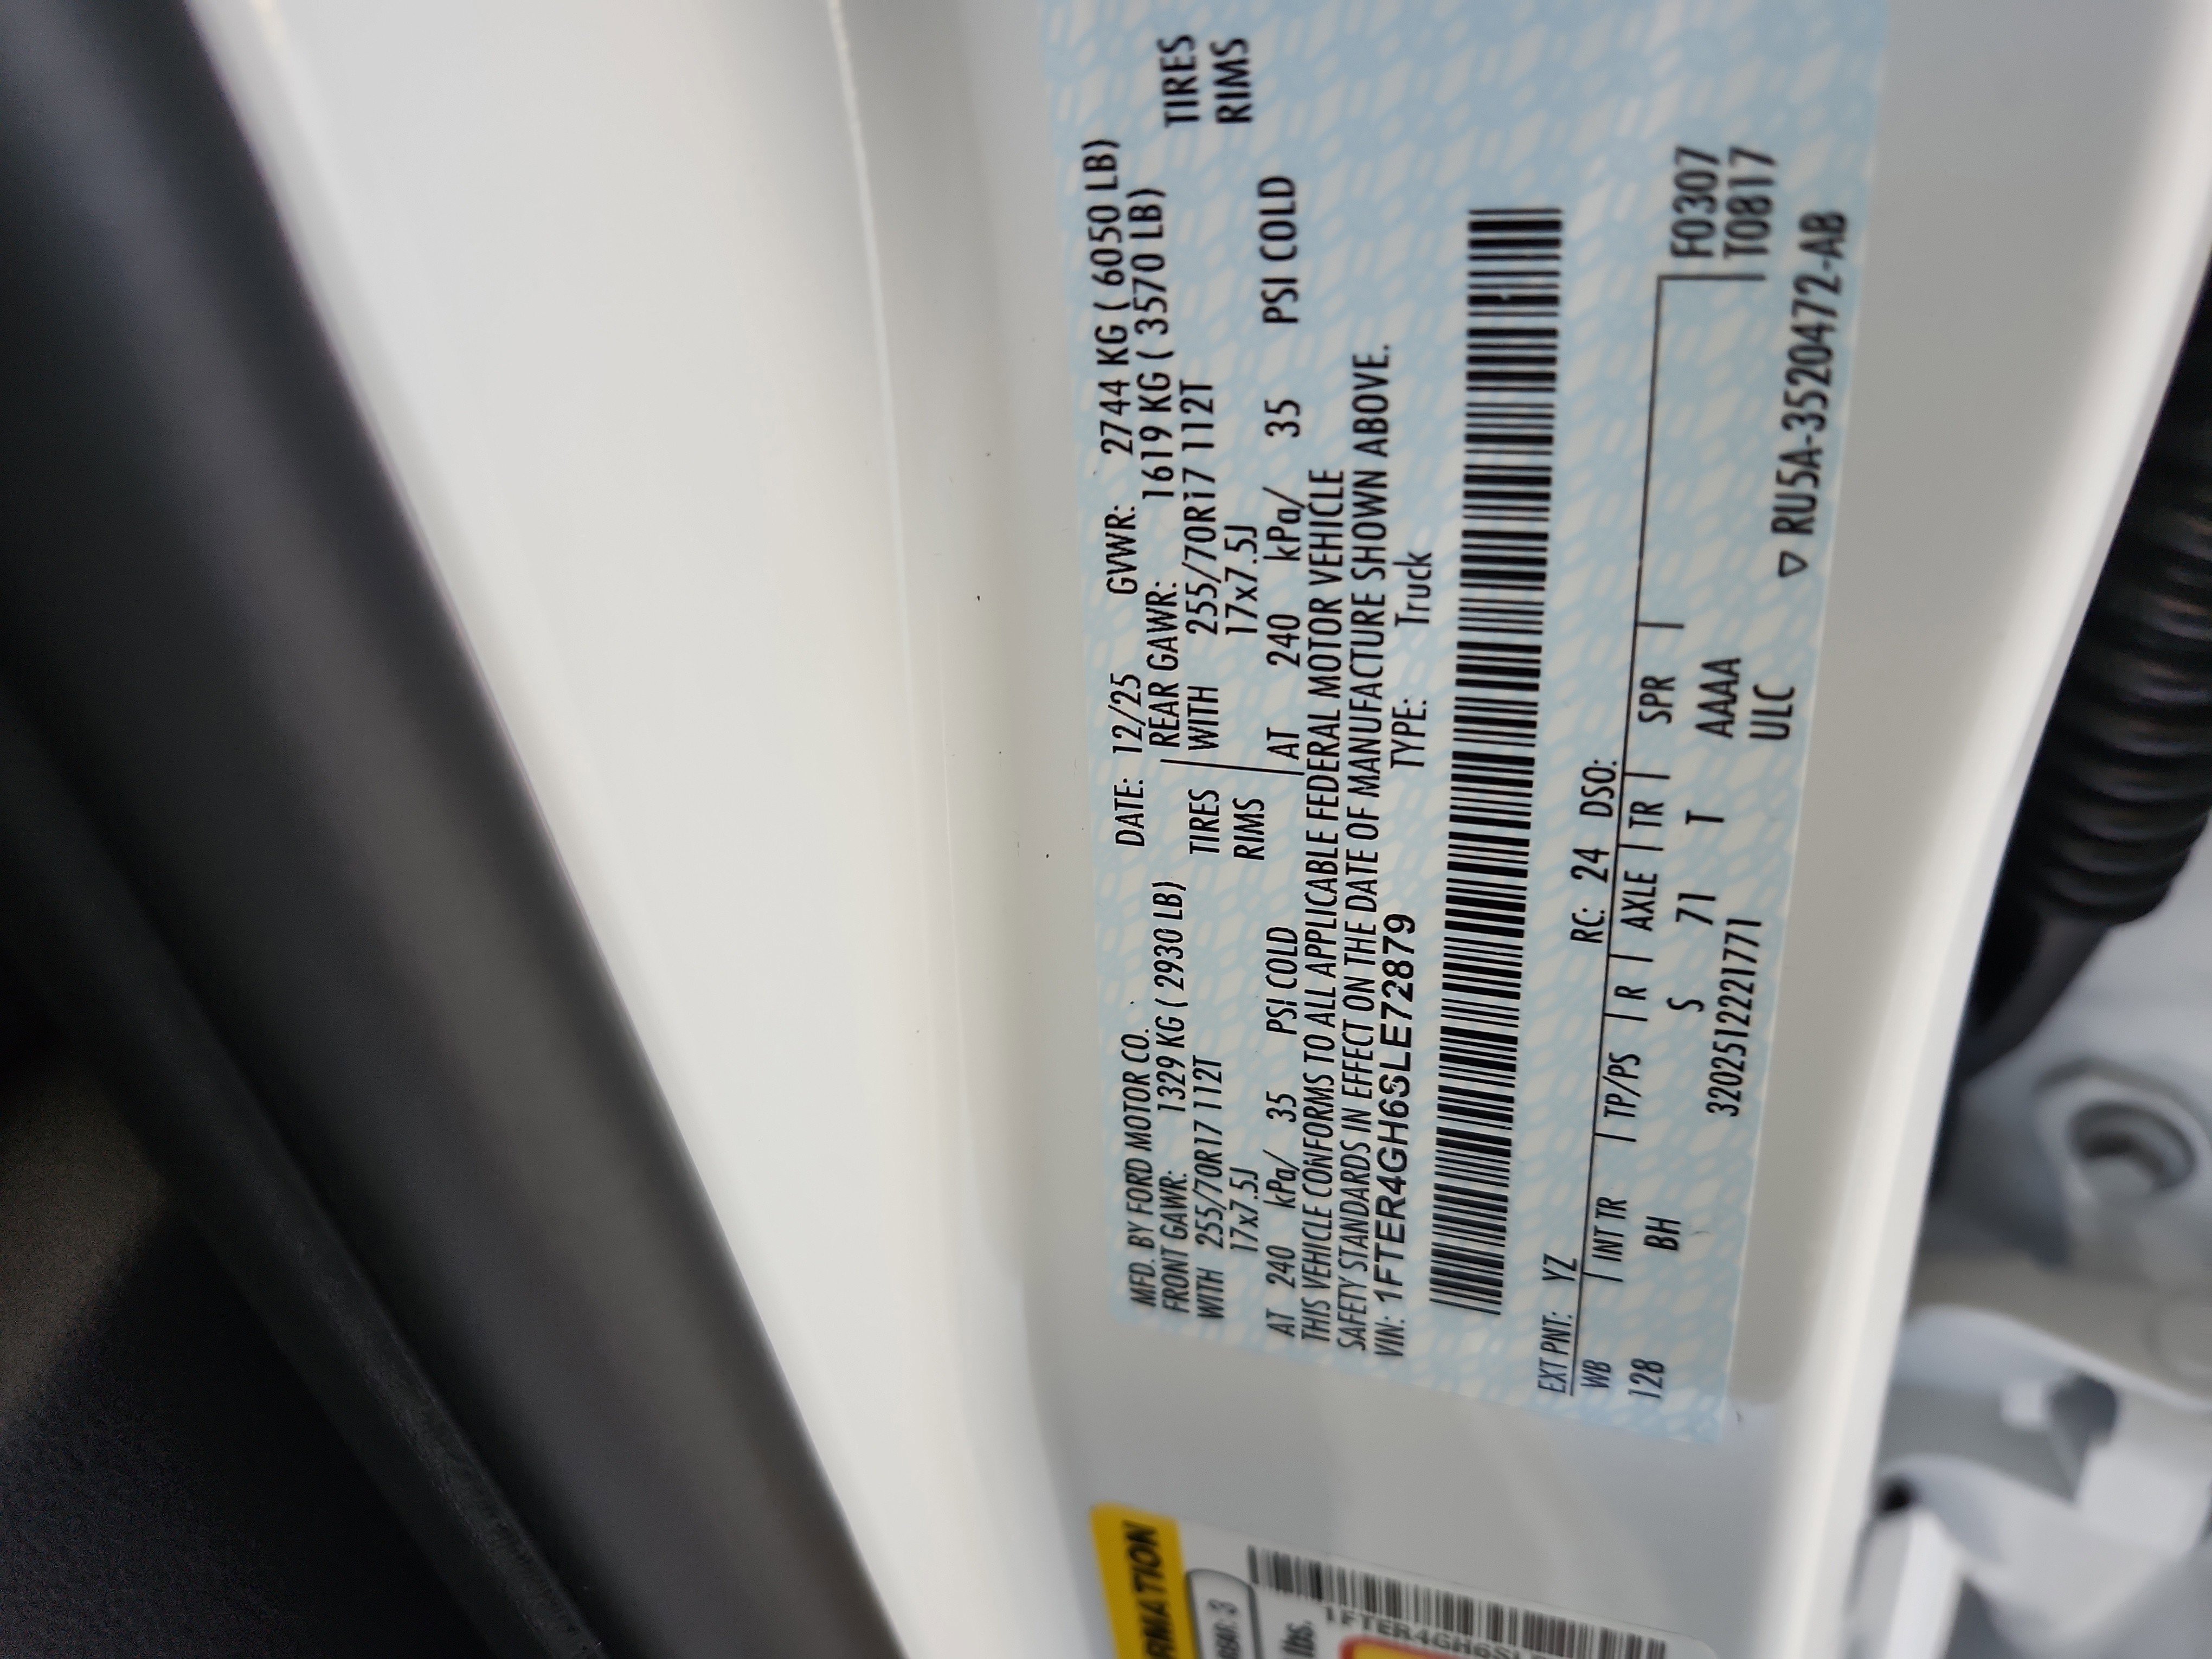 MFD. BY FORD MOTOR CO. DATE: 12/25 GVWR: 2744 KG ( 6050 LB)
FRONT GAWR: 1329 KG ( 2930 LB) REAR GAWR: 1619 KG ( 3570 LB)
WITH 255/70R17 112T TIRES WITH 255/70R17 112T TIRES
17x7.5J RIMS 17x7.5J RIMS
AT 240 kPa/ 35 PSI COLD AT 240 kPa/ 35 PSI COLD
THIS VEHICLE CONFORMS TO ALL APPLICABLE FEDERAL MOTOR VEHICLE
SAFETY STANDARDS IN EFFECT ON THE DATE OF MANUFACTURE SHOWN ABOVE.
VIN: 1FTER4GH6SLE72879 TYPE: Truck
EXT PNT: YZ RC: 24 DSO:
WB INT TR TP/PS R AXLE TR SPR F0307
128 BH S 71 T AAAA T0817
3202512221771 ULC
▽ RU5A-3520472-AB
RMATION
lbs.
1FTER4GH6SL